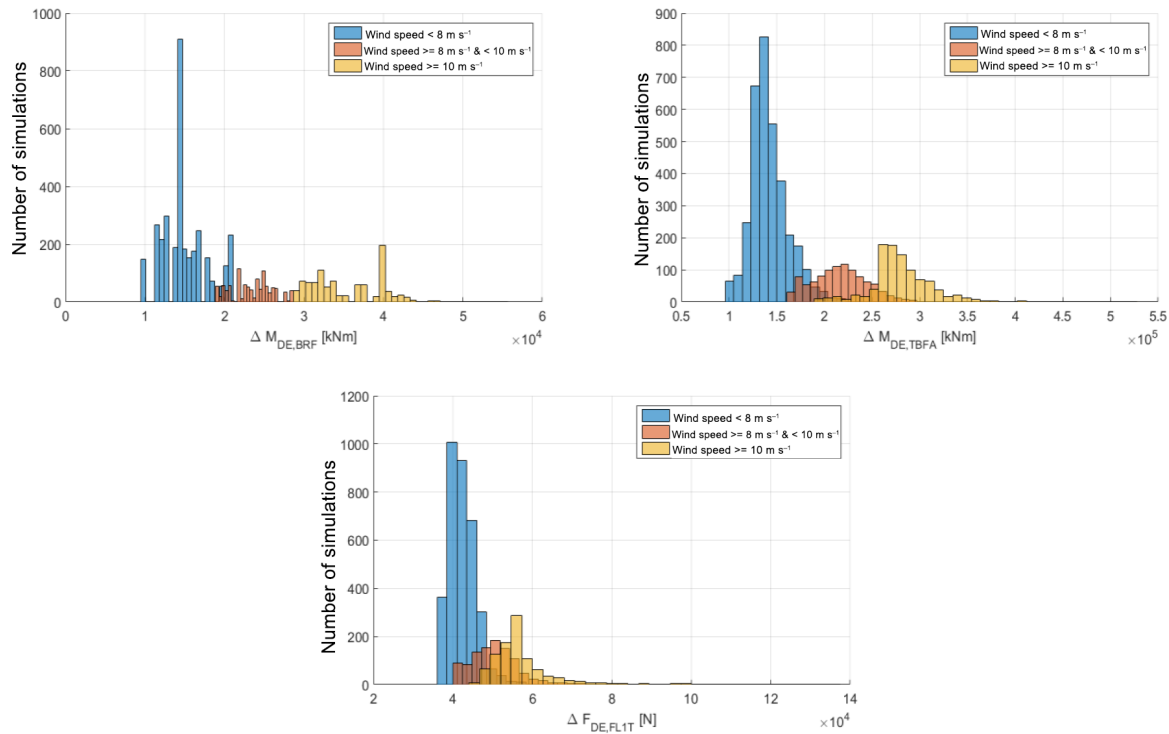 1000
800
600
400
200
0
Number of simulations
Wind speed < 8 m s⁻¹
Wind speed >= 8 m s⁻¹ & < 10 m s⁻¹
Wind speed >= 10 m s⁻¹
0 1 2 3 4 5 6
Δ M_DE,BRF [kNm]
×10⁴
900
800
700
600
500
400
300
200
100
0
Number of simulations
Wind speed < 8 m s⁻¹
Wind speed >= 8 m s⁻¹ & < 10 m s⁻¹
Wind speed >= 10 m s⁻¹
0.5 1 1.5 2 2.5 3 3.5 4 4.5 5 5.5
Δ M_DE,TBFA [kNm]
×10⁵
1200
1000
800
600
400
200
0
Number of simulations
Wind speed < 8 m s⁻¹
Wind speed >= 8 m s⁻¹ & < 10 m s⁻¹
Wind speed >= 10 m s⁻¹
2 4 6 8 10 12 14
Δ F_DE,FL1T [N]
×10⁴